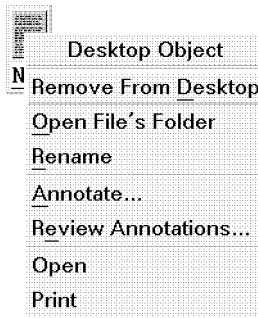 Desktop Object
N
Remove From Desktop
Open File's Folder
Rename
Annotate...
Review Annotations...
Open
Print